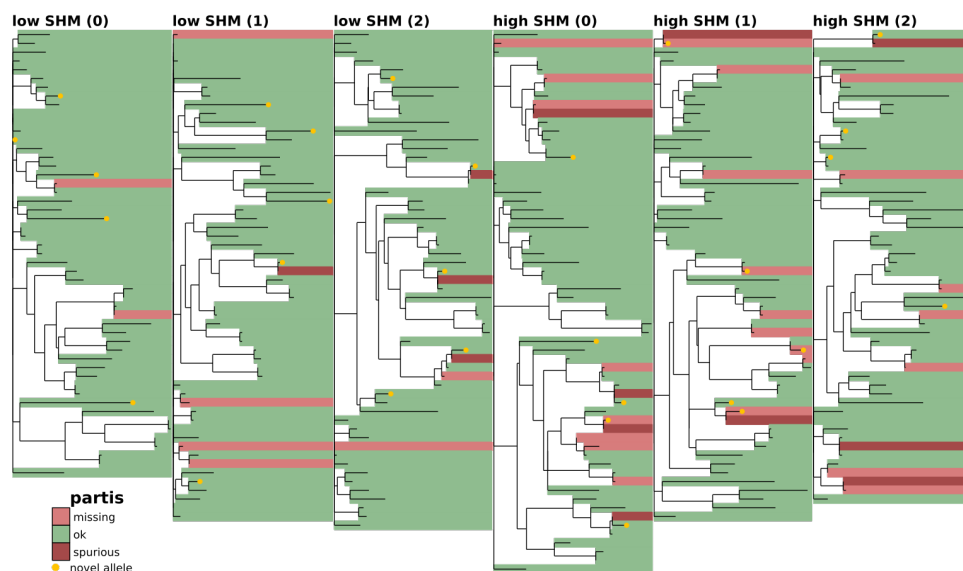 low SHM (0)
low SHM (1)
low SHM (2)
high SHM (0)
high SHM (1)
high SHM (2)
partis
missing
ok
spurious
novel allele